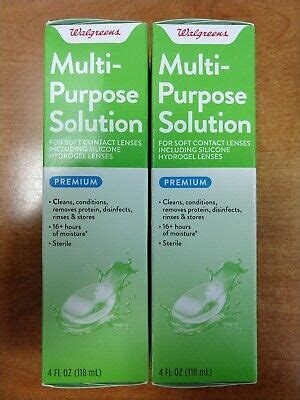 Walgreens
Multi-
Purpose
Solution
FOR SOFT CONTACT LENSES
INCLUDING SILICONE
HYDROGEL LENSES
PREMIUM
• Cleans, conditions,
removes protein, disinfects,
rinses & stores
• 16+ hours
of moisture*
• Sterile
4 FL OZ (118 mL)
Walgreens
Multi-
Purpose
Solution
FOR SOFT CONTACT LENSES
INCLUDING SILICONE
HYDROGEL LENSES
PREMIUM
• Cleans, conditions,
removes protein, disinfects,
rinses & stores
• 16+ hours
of moisture*
• Sterile
4 FL OZ (118 mL)